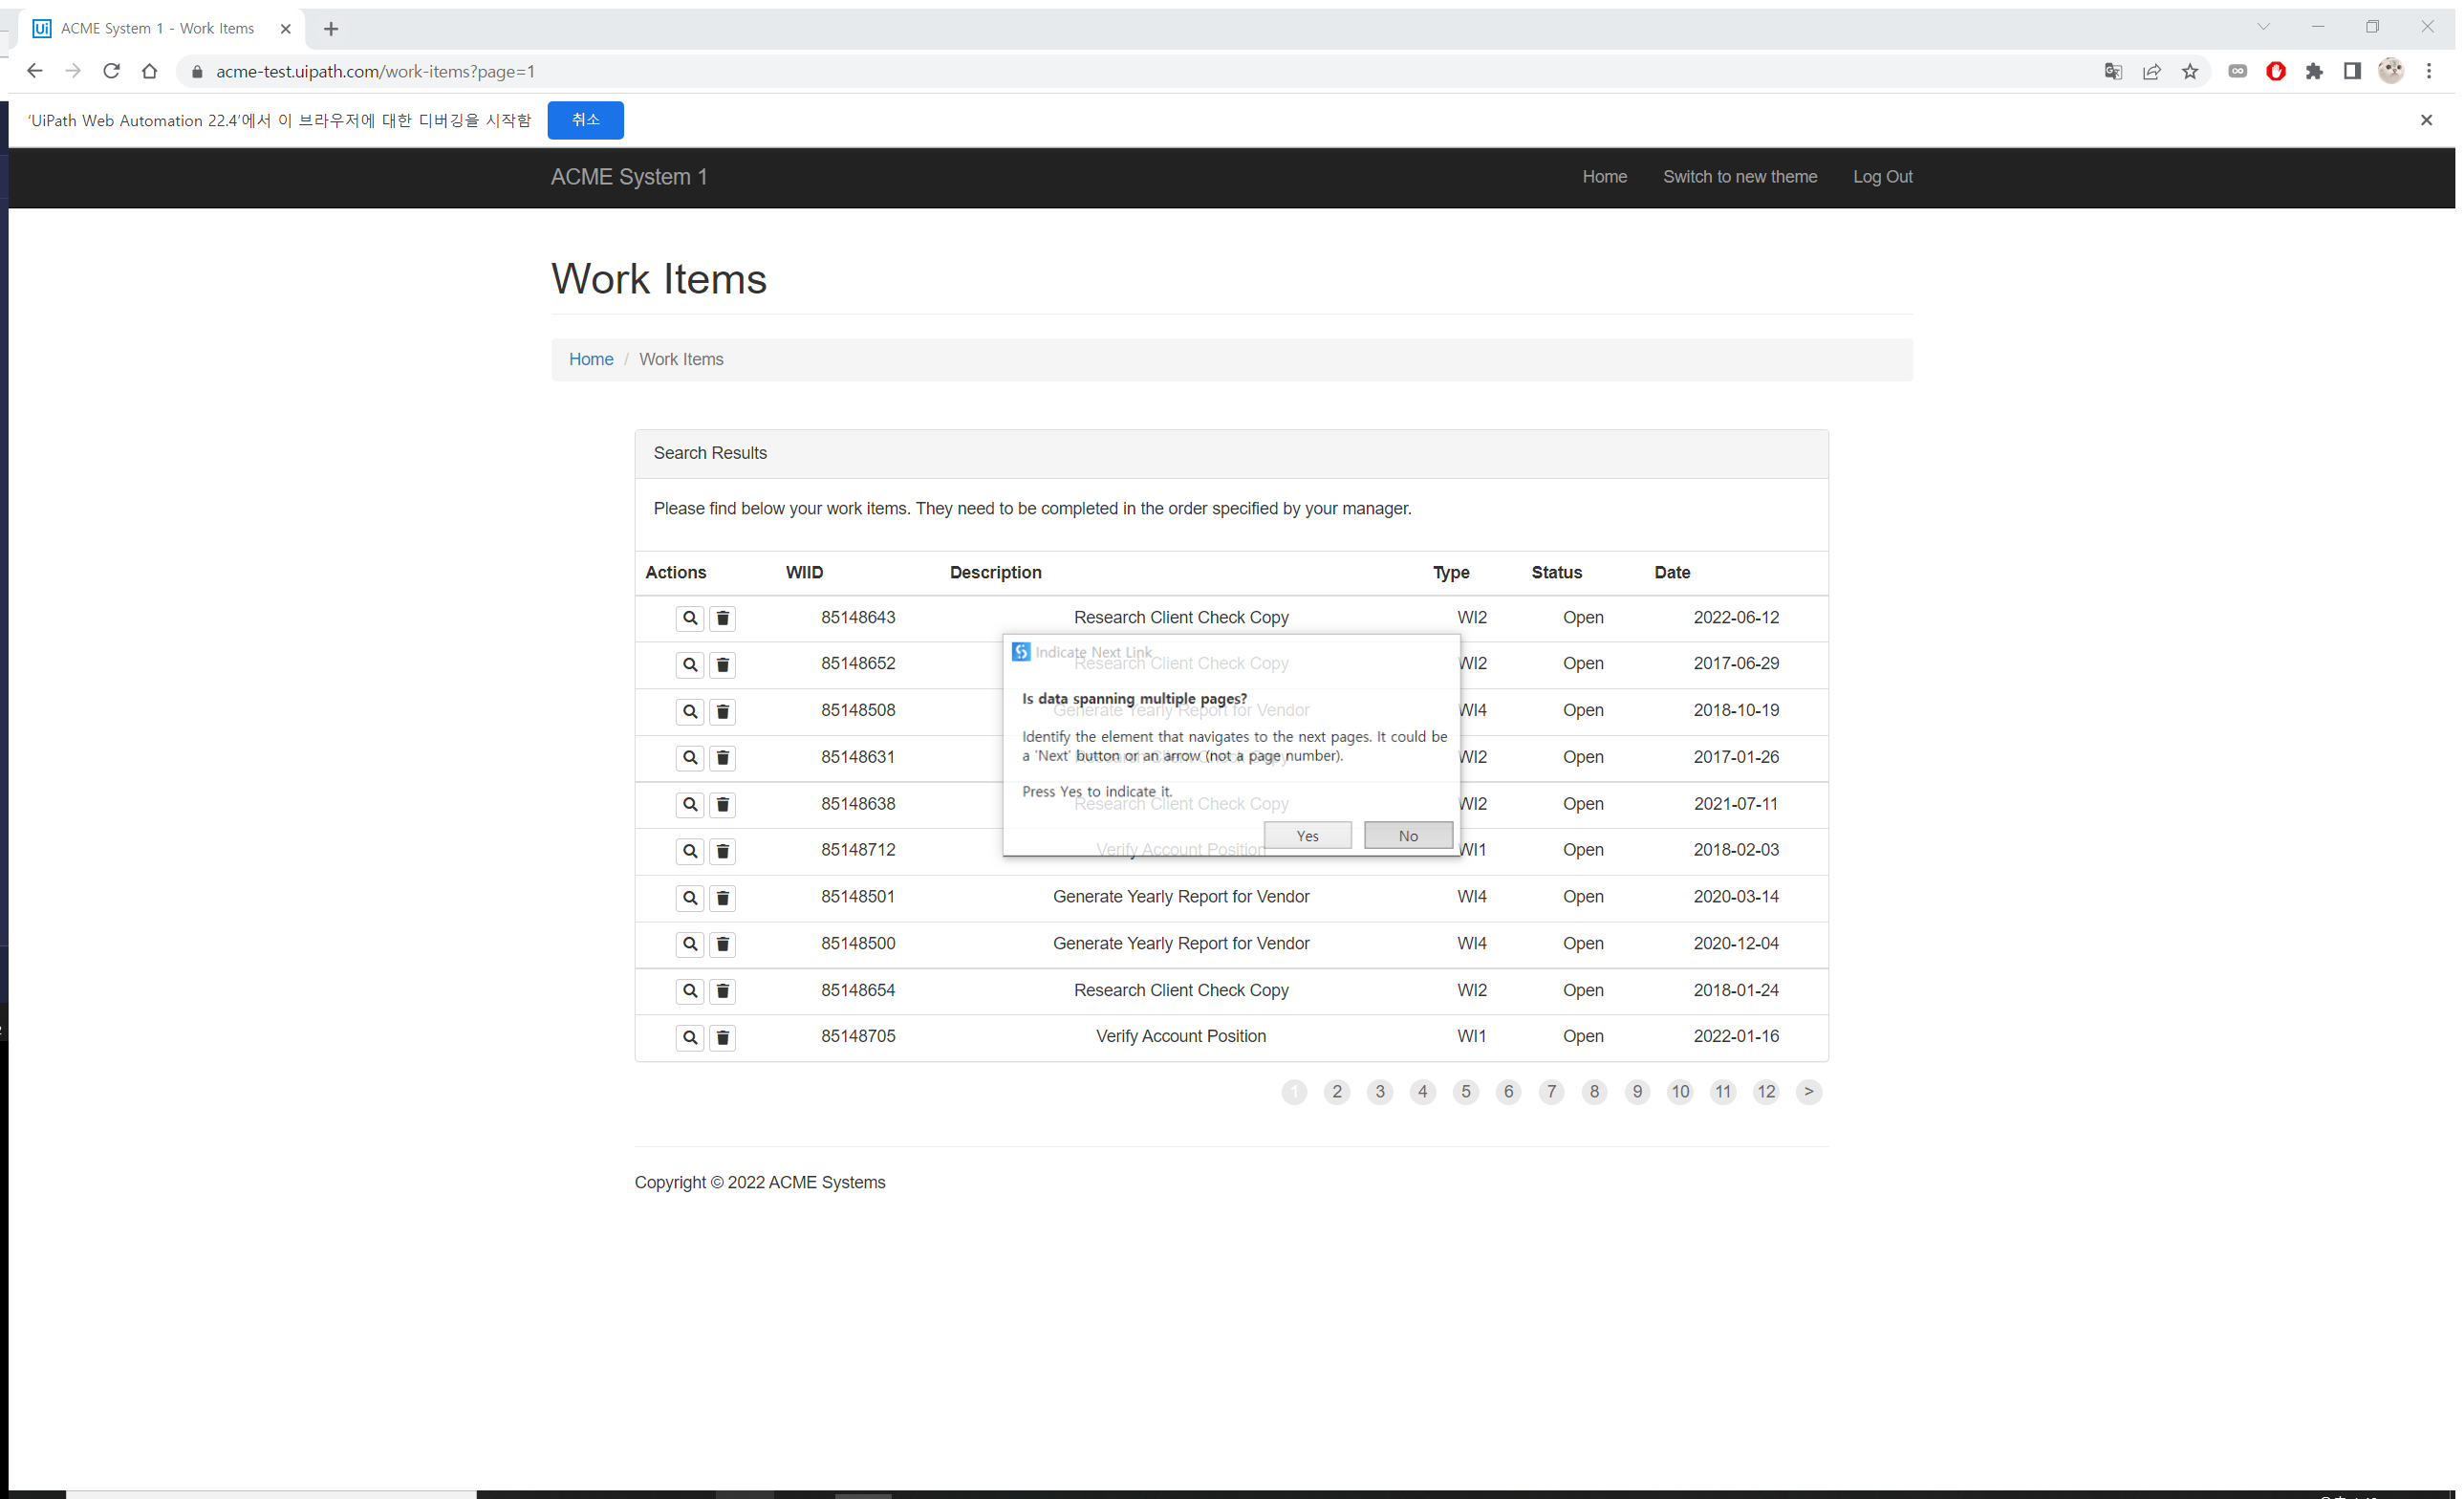 ACME System 1 - Work Items
acme-test.uipath.com/work-items?page=1
'UiPath Web Automation 22.4'에서 이 브라우저에 대한 디버깅을 시작함 취소
ACME System 1 Home Switch to new theme Log Out
Work Items
Home / Work Items
Search Results
Please find below your work items. They need to be completed in the order specified by your manager.
Actions WIID Description Type Status Date
85148643 Research Client Check Copy WI2 Open 2022-06-12
85148652 Research Client Check Copy WI2 Open 2017-06-29
85148508 Generate Yearly Report for Vendor WI4 Open 2018-10-19
85148631 Research Client Check Copy WI2 Open 2017-01-26
85148638 Research Client Check Copy WI2 Open 2021-07-11
85148712 Verify Account Position WI1 Open 2018-02-03
85148501 Generate Yearly Report for Vendor WI4 Open 2020-03-14
85148500 Generate Yearly Report for Vendor WI4 Open 2020-12-04
85148654 Research Client Check Copy WI2 Open 2018-01-24
85148705 Verify Account Position WI1 Open 2022-01-16
Indicate Next Link
Is data spanning multiple pages?
Identify the element that navigates to the next pages. It could be
a 'Next' button or an arrow (not a page number).
Press Yes to indicate it.
Yes No
1 2 3 4 5 6 7 8 9 10 11 12 >
Copyright © 2022 ACME Systems